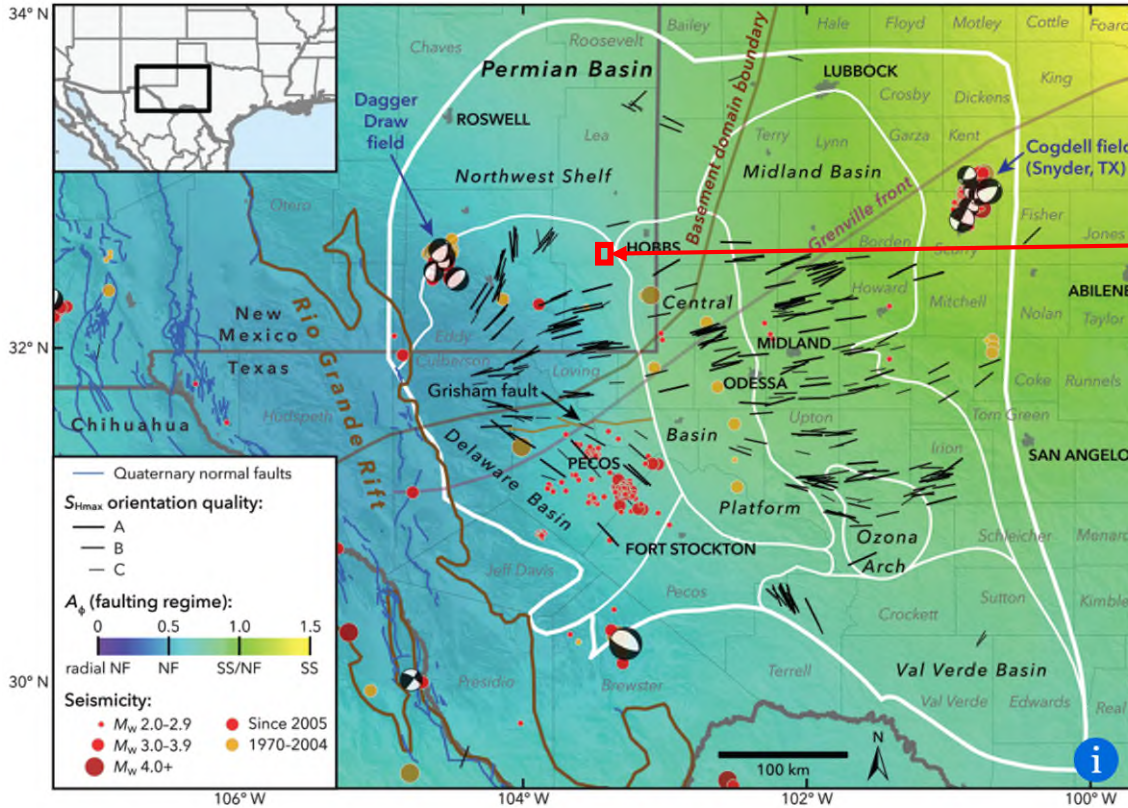 34° N
32° N
30° N
106° W
104° W
102° W
100° W
Chaves
Roosevelt
Bailey
Hale
Floyd
Motley
Cottle
Foard
Permian Basin
LUBBOCK
King
Dagger
Draw
field
ROSWELL
Lea
Basement domain boundary
Terry
Lynn
Crosby
Dickens
Garza
Kent
Cogdell field
(Snyder, TX)
Northwest Shelf
Midland Basin
Otero
Grenville front
Fisher
HOBBS
Borden
Scurry
Jones
Rio Grande Rift
Central
Howard
Mitchell
ABILENE
New
Mexico
Eddy
Nolan
Taylor
Texas
Culberson
Loving
MIDLAND
Grisham fault
ODESSA
Coke
Runnels
Chihuahua
Hudspeth
Upton
Tom Green
Delaware Basin
Basin
Irion
PECOS
SAN ANGELO
Platform
Ozona
Arch
Schleicher
Menard
FORT STOCKTON
Jeff Davis
Pecos
Crockett
Sutton
Kimble
Val Verde Basin
Presidio
Brewster
Terrell
Val Verde
Edwards
Real
Quaternary normal faults
SHmax orientation quality:
A
B
C
Aϕ (faulting regime):
0 0.5 1.0 1.5
radial NF NF SS/NF SS
Seismicity:
Mw 2.0-2.9
Since 2005
Mw 3.0-3.9
1970-2004
Mw 4.0+
N
100 km
i